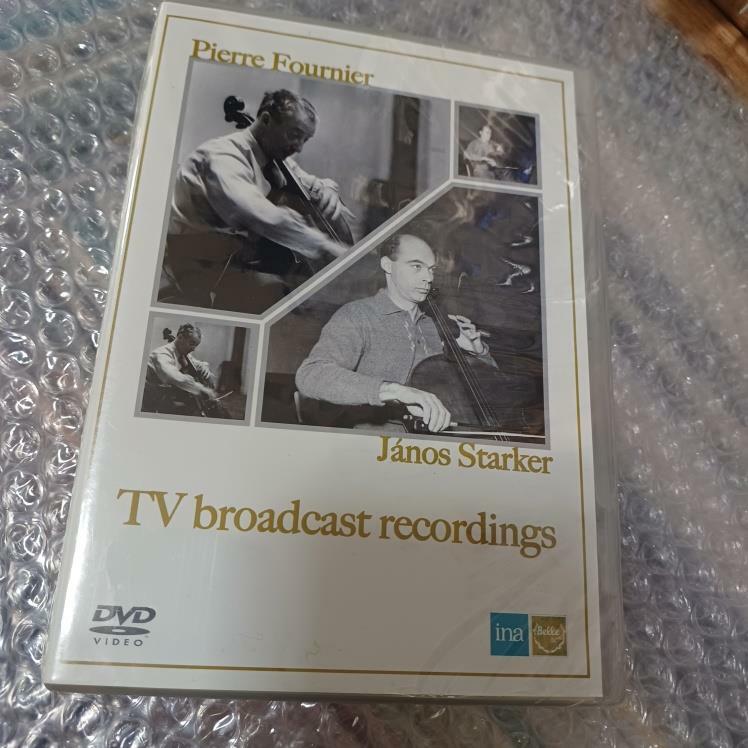 Pierre Fournier
János Starker
TV broadcast recordings
DVD
VIDEO
ina
Belle